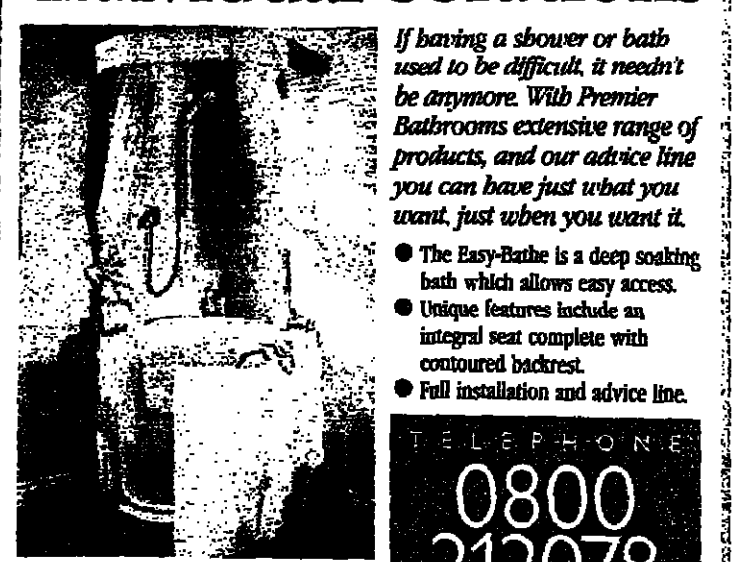 If having a shower or bath
used to be difficult, it needn't
be anymore. With Premier
Bathrooms extensive range of
products, and our advice line
you can have just what you
want, just when you want it.
● The Easy-Bathe is a deep soaking
bath which allows easy access.
● Unique features include an
integral seat complete with
contoured backrest.
● Full installation and advice line.
TELEPHONE
0800